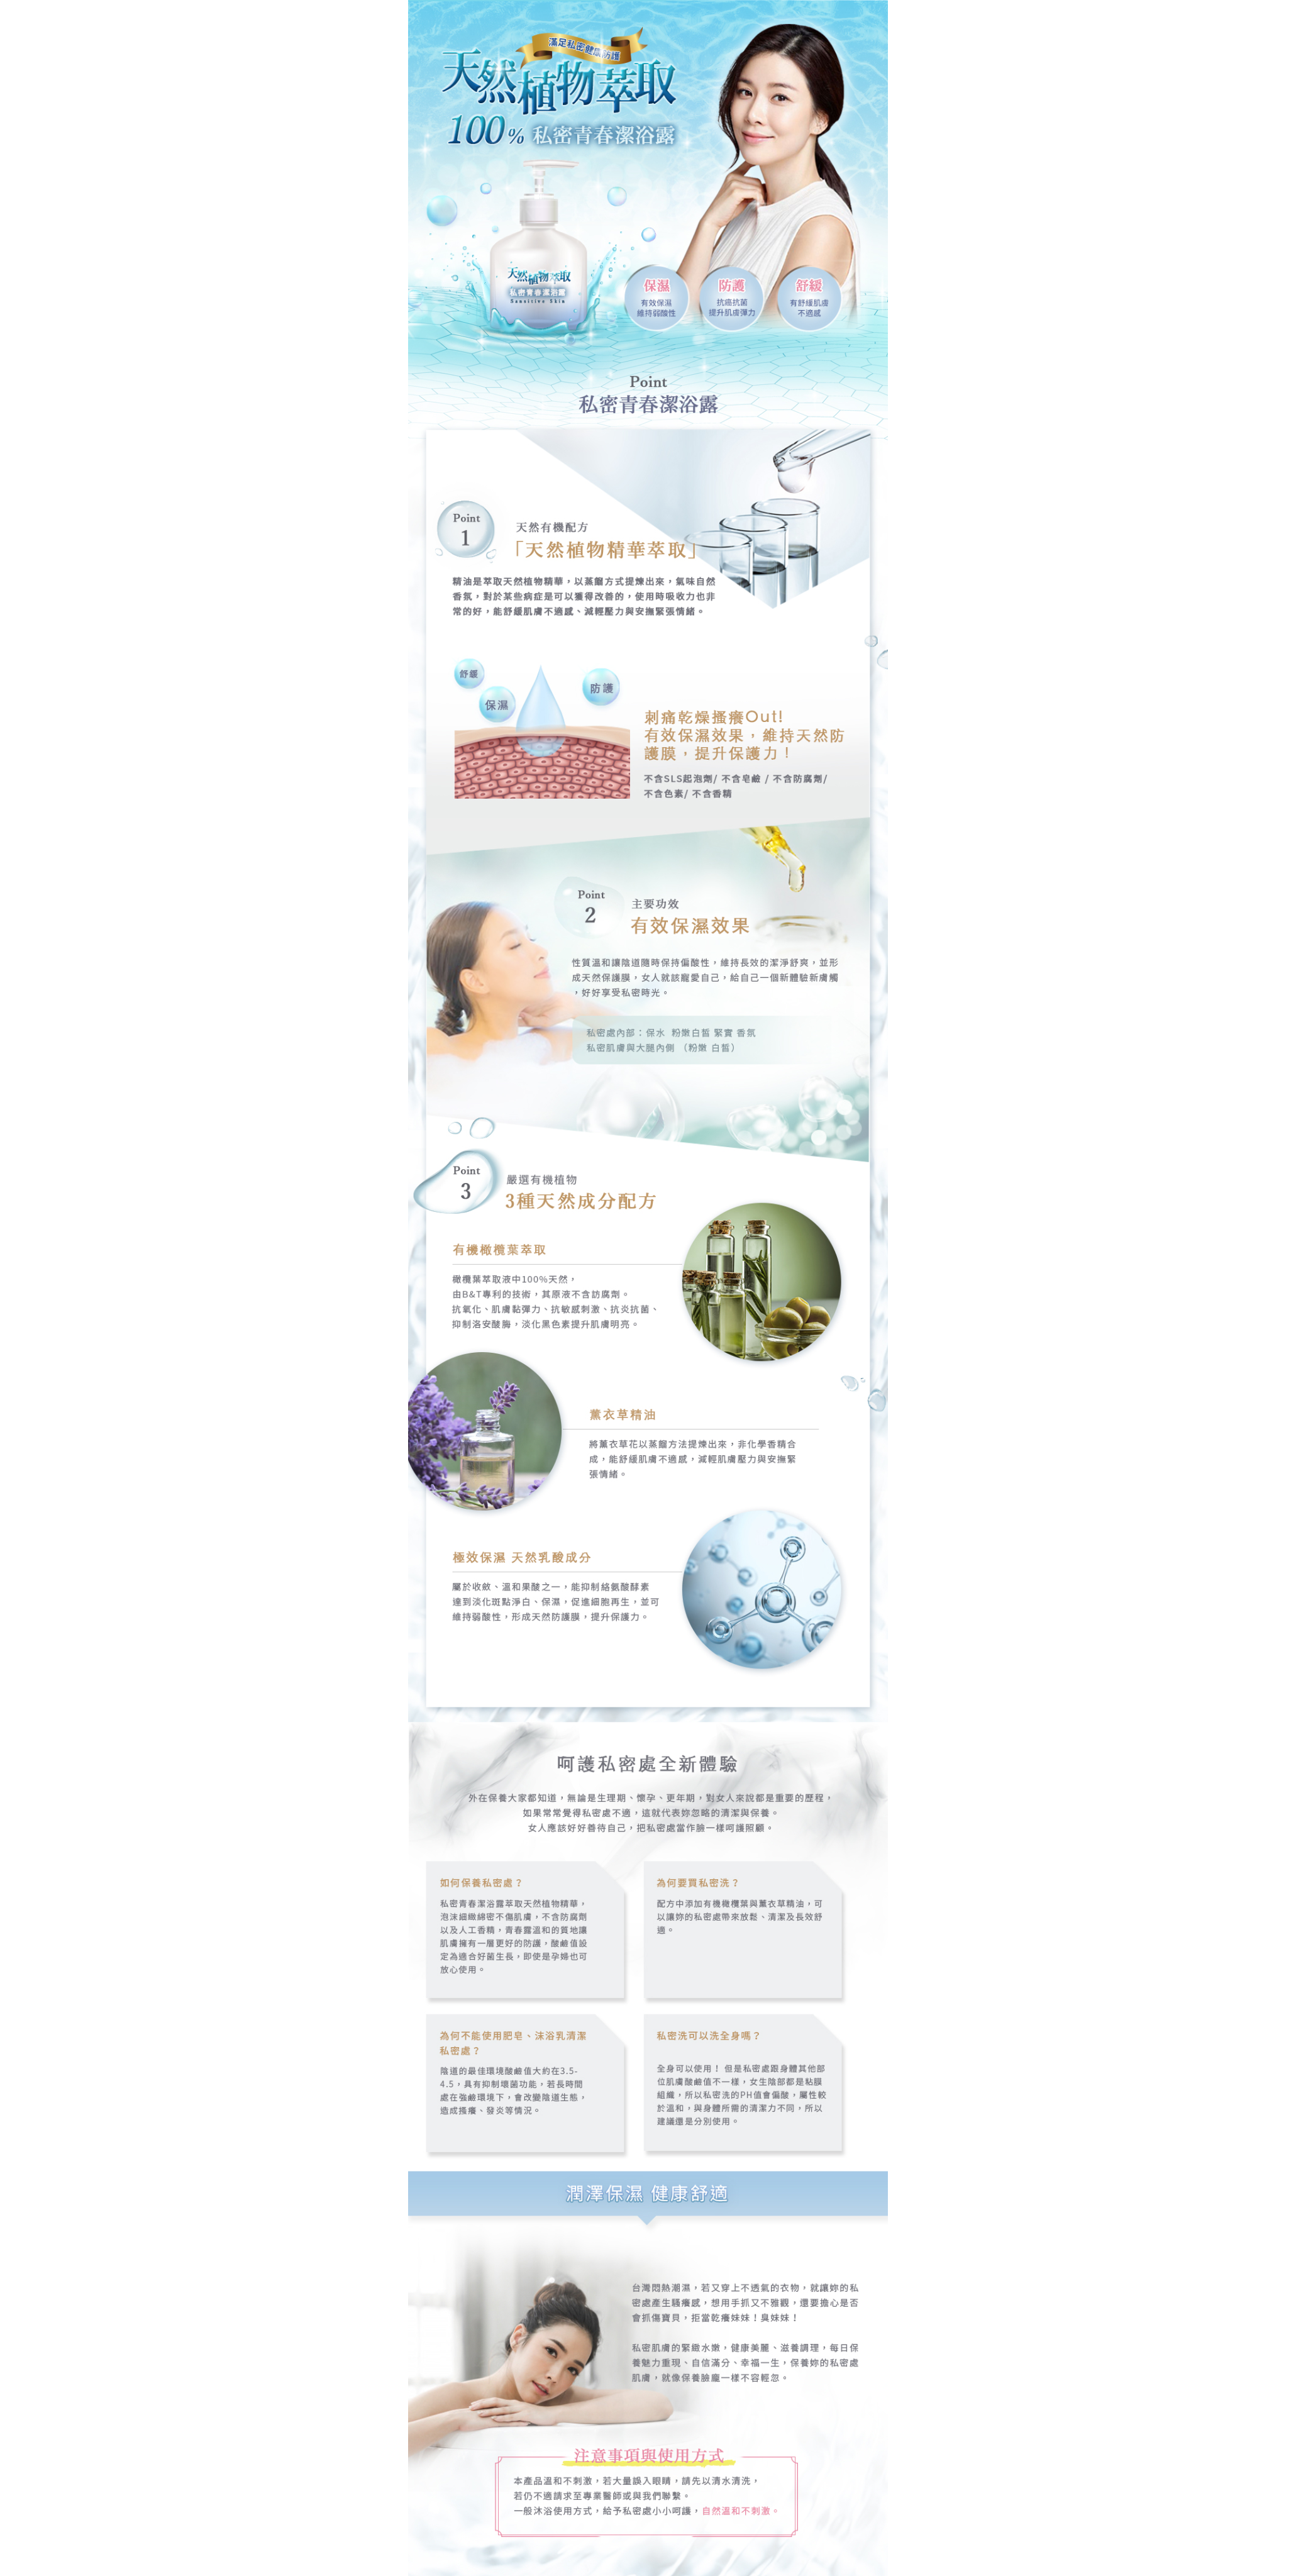 滿足私密健康防護
天然植物萃取
100% 私密青春潔浴露
天然植物萃取
私密青春潔浴露
Sensitive Skin
保濕
有效保濕
維持弱酸性
防護
抗癌抗菌
提升肌膚彈力
舒緩
有舒緩肌膚
不適感
Point
私密青春潔浴露
Point
1
天然有機配方
「天然植物精華萃取」
精油是萃取天然植物精華，以蒸餾方式提煉出來，氣味自然
香氛，對於某些病症是可以獲得改善的，使用時吸收力也非
常的好，能舒緩肌膚不適感、減輕壓力與安撫緊張情緒。
舒緩
保濕
防護
刺痛乾燥搔癢Out!
有效保濕效果，維持天然防
護膜，提升保護力！
不含SLS起泡劑/ 不含皂鹼 / 不含防腐劑/
不含色素/ 不含香精
Point
2
主要功效
有效保濕效果
性質溫和讓陰道隨時保持偏酸性，維持長效的潔淨舒爽，並形
成天然保護膜，女人就該寵愛自己，給自己一個新體驗新膚觸
，好好享受私密時光。
私密處內部：保水 粉嫩白皙 緊實 香氛
私密肌膚與大腿內側 （粉嫩 白皙）
Point
3
嚴選有機植物
3種天然成分配方
有機橄欖葉萃取
橄欖葉萃取液中100%天然，
由B&T專利的技術，其原液不含訪腐劑。
抗氧化、肌膚黏彈力、抗敏感刺激、抗炎抗菌、
抑制洛安酸酶，淡化黑色素提升肌膚明亮。
薰衣草精油
將薰衣草花以蒸餾方法提煉出來，非化學香精合
成，能舒緩肌膚不適感，減輕肌膚壓力與安撫緊
張情緒。
極效保濕 天然乳酸成分
屬於收斂、溫和果酸之一，能抑制絡氨酸酵素
達到淡化斑點淨白、保濕，促進細胞再生，並可
維持弱酸性，形成天然防護膜，提升保護力。
呵護私密處全新體驗
外在保養大家都知道，無論是生理期、懷孕、更年期，對女人來說都是重要的歷程，
如果常常覺得私密處不適，這就代表妳忽略的清潔與保養。
女人應該好好善待自己，把私密處當作臉一樣呵護照顧。
如何保養私密處？
私密青春潔浴露萃取天然植物精華，
泡沫細緻綿密不傷肌膚，不含防腐劑
以及人工香精，青春露溫和的質地讓
肌膚擁有一層更好的防護，酸鹼值設
定為適合好菌生長，即使是孕婦也可
放心使用。
為何要買私密洗？
配方中添加有機橄欖葉與薰衣草精油，可
以讓妳的私密處帶來放鬆、清潔及長效舒
適。
為何不能使用肥皂、沫浴乳清潔
私密處？
陰道的最佳環境酸鹼值大約在3.5-
4.5，具有抑制壞菌功能，若長時間
處在強鹼環境下，會改變陰道生態，
造成搔癢、發炎等情況。
私密洗可以洗全身嗎？
全身可以使用！ 但是私密處跟身體其他部
位肌膚酸鹼值不一樣，女生陰部都是粘膜
組織，所以私密洗的PH值會偏酸，屬性較
於溫和，與身體所需的清潔力不同，所以
建議還是分別使用。
潤澤保濕 健康舒適
台灣悶熱潮濕，若又穿上不透氣的衣物，就讓妳的私
密處產生騷癢感，想用手抓又不雅觀，還要擔心是否
會抓傷寶貝，拒當乾癢妹妹！臭妹妹！
私密肌膚的緊緻水嫩，健康美麗、滋養調理，每日保
養魅力重現、自信滿分、幸福一生，保養妳的私密處
肌膚，就像保養臉龐一樣不容輕忽。
注意事項與使用方式
本產品溫和不刺激，若大量誤入眼睛，請先以清水清洗，
若仍不適請求至專業醫師或與我們聯繫。
一般沐浴使用方式，給予私密處小小呵護，自然溫和不刺激。